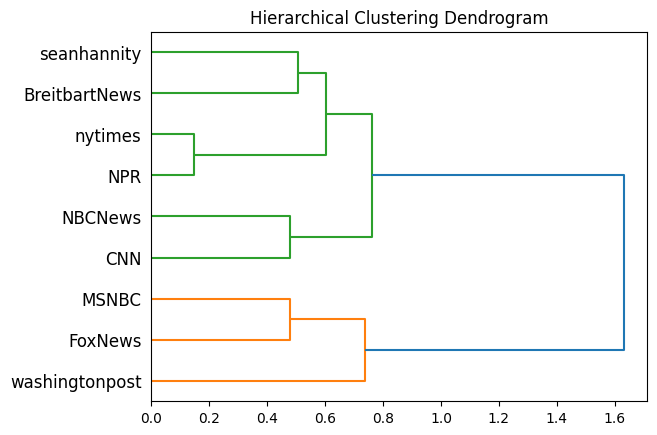 Hierarchical Clustering Dendrogram
seanhannity
BreitbartNews
nytimes
NPR
NBCNews
CNN
MSNBC
FoxNews
washingtonpost
0.0 0.2 0.4 0.6 0.8 1.0 1.2 1.4 1.6